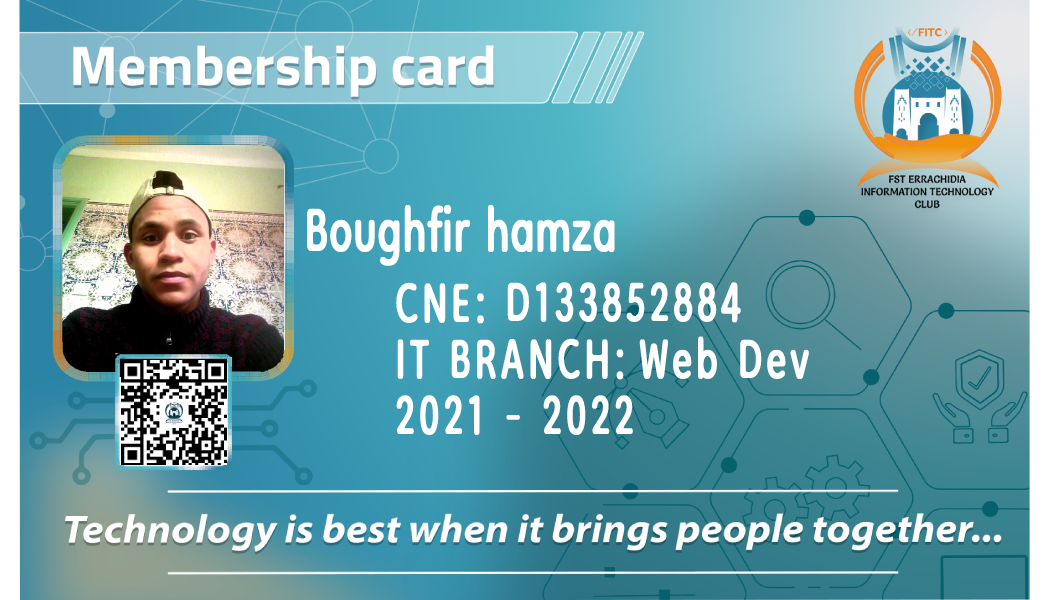 Membership card
</FITC>
FST ERRACHIDIA
INFORMATION TECHNOLOGY
CLUB
Boughfir hamza
CNE: D133852884
IT BRANCH: Web Dev
2021 - 2022
Technology is best when it brings people together...